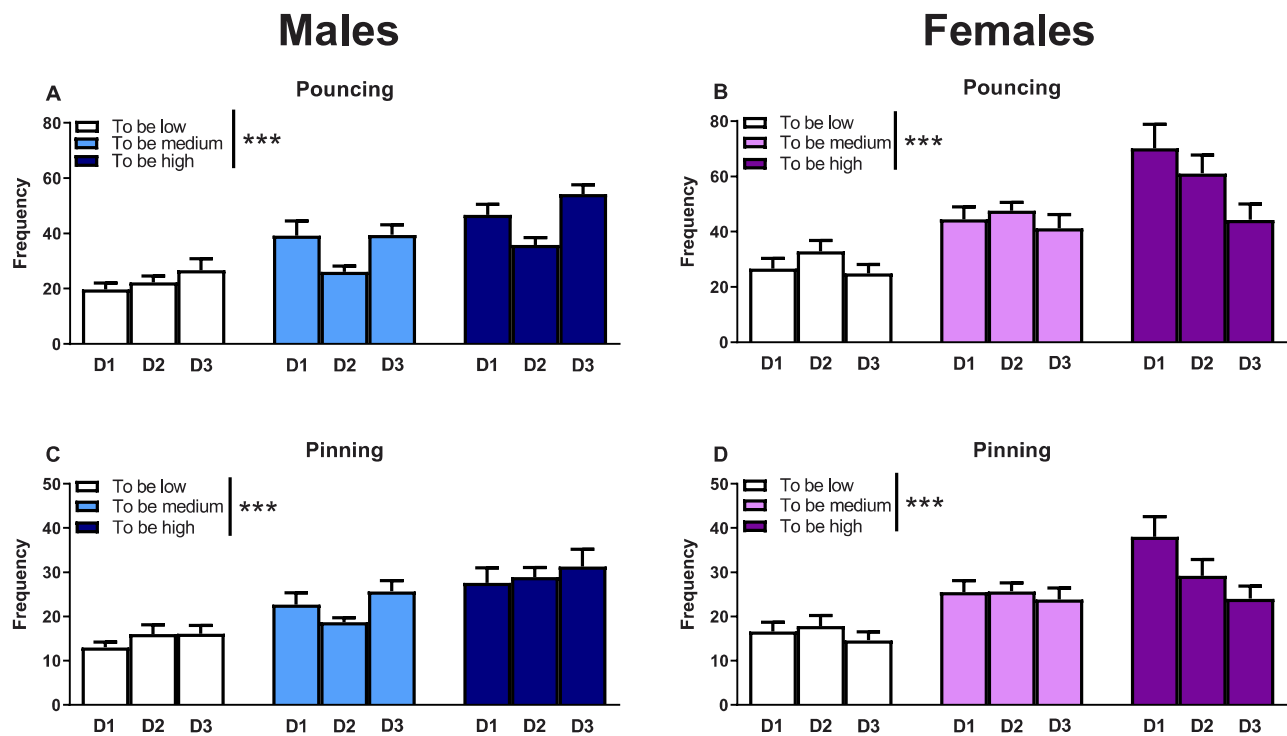 Males
Females
A
Pouncing
To be low
To be medium
To be high
***
Frequency
80
60
40
20
0
D1 D2 D3 D1 D2 D3 D1 D2 D3
B
Pouncing
To be low
To be medium
To be high
***
Frequency
80
60
40
20
0
D1 D2 D3 D1 D2 D3 D1 D2 D3
C
Pinning
To be low
To be medium
To be high
***
Frequency
50
40
30
20
10
0
D1 D2 D3 D1 D2 D3 D1 D2 D3
D
Pinning
To be low
To be medium
To be high
***
Frequency
50
40
30
20
10
0
D1 D2 D3 D1 D2 D3 D1 D2 D3